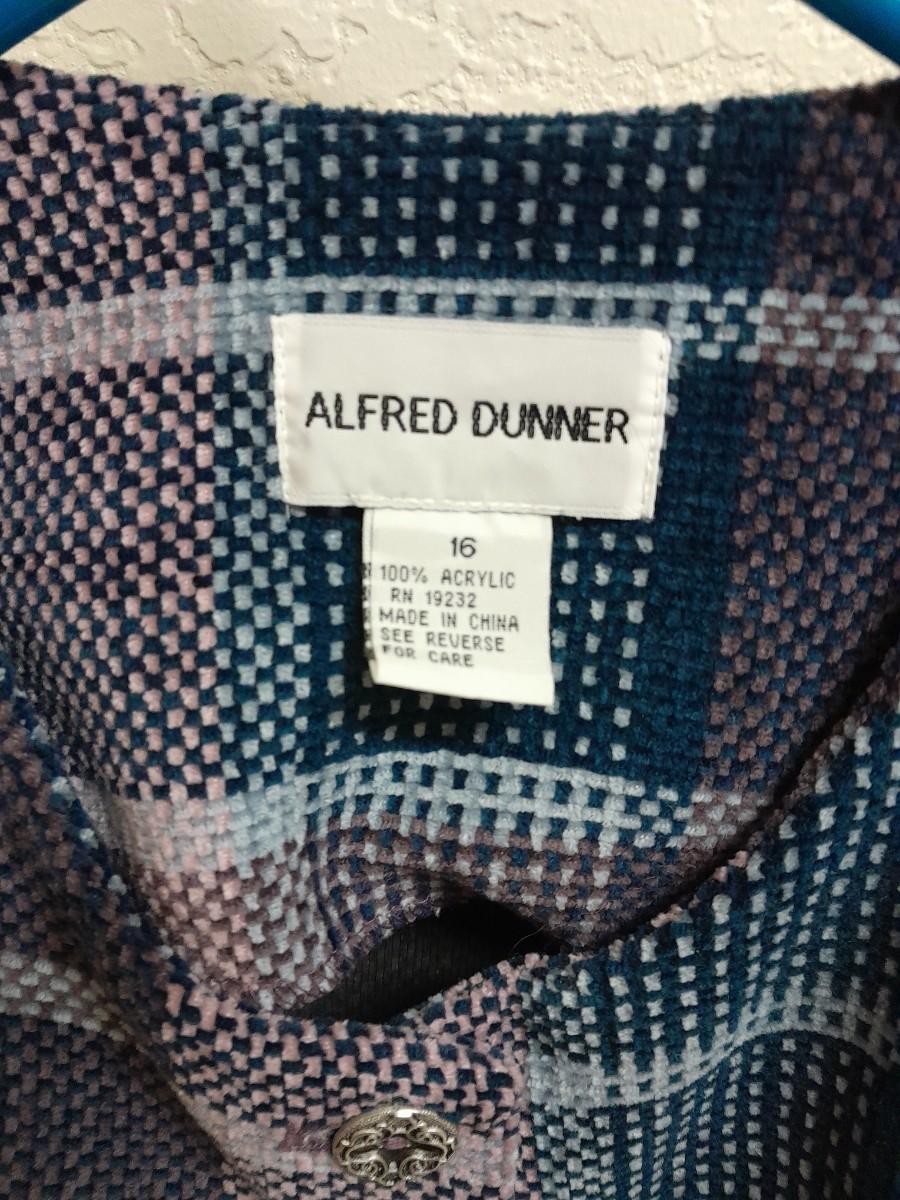 ALFRED DUNNER
16
100% ACRYLIC
RN 19232
MADE IN CHINA
SEE REVERSE
FOR CARE